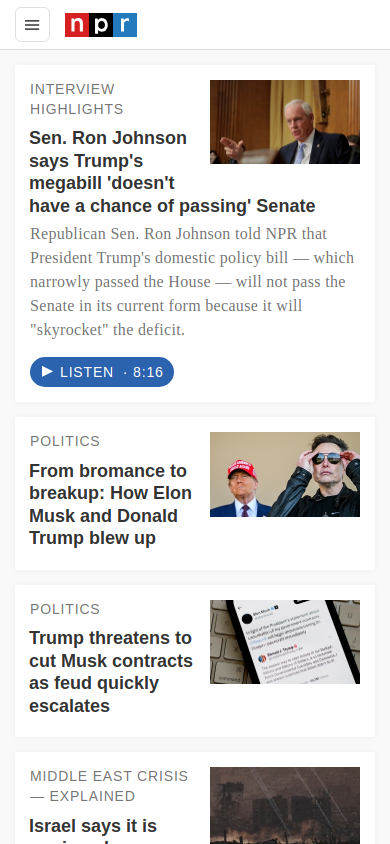 npr
INTERVIEW
HIGHLIGHTS
Sen. Ron Johnson
says Trump's
megabill 'doesn't
have a chance of passing' Senate
Republican Sen. Ron Johnson told NPR that
President Trump's domestic policy bill — which
narrowly passed the House — will not pass the
Senate in its current form because it will
"skyrocket" the deficit.
LISTEN · 8:16
POLITICS
From bromance to
breakup: How Elon
Musk and Donald
Trump blew up
POLITICS
Trump threatens to
cut Musk contracts
as feud quickly
escalates
MIDDLE EAST CRISIS
— EXPLAINED
Israel says it is